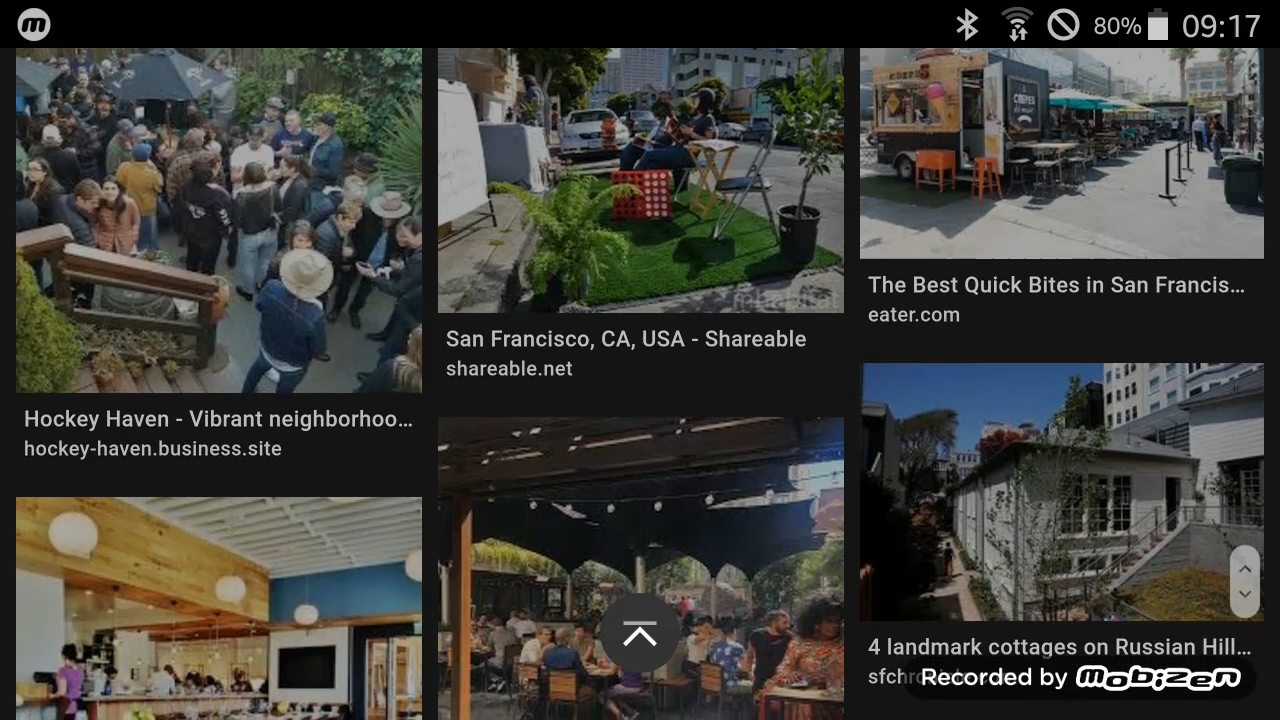 m
80% 09:17
Hockey Haven - Vibrant neighborhoo...
hockey-haven.business.site
San Francisco, CA, USA - Shareable
shareable.net
CREPES
The Best Quick Bites in San Francis...
eater.com
4 landmark cottages on Russian Hill...
Recorded by MOBIZEN